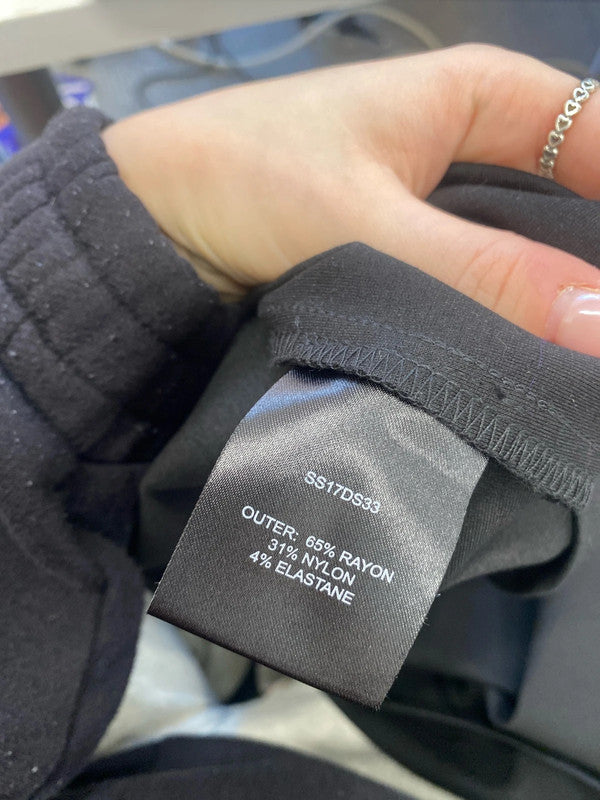 SS17DS33
OUTER: 65% RAYON
31% NYLON
4% ELASTANE